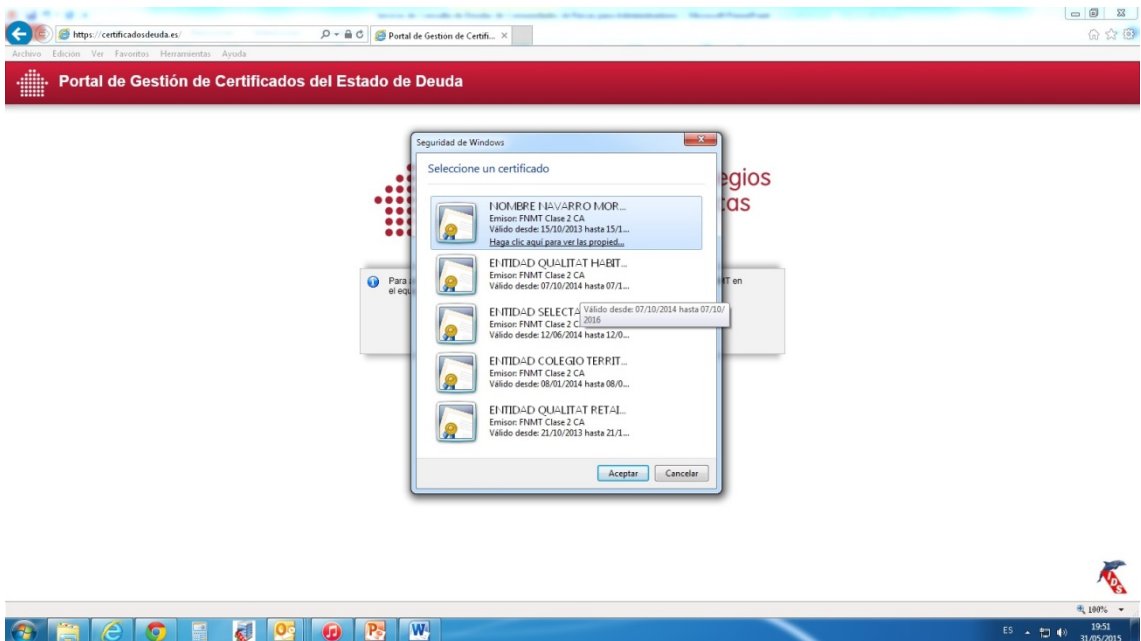 https://certificadosdeuda.es/
Portal de Gestión de Certifi...
Archivo Edición Ver Favoritos Herramientas Ayuda
Portal de Gestión de Certificados del Estado de Deuda
Seguridad de Windows
Seleccione un certificado
egios
tas
NOMBRE NAVARRO MOR...
Emisor: FNMT Clase 2 CA
Válido desde: 15/10/2013 hasta 15/1...
Haga clic aquí para ver las propied...
ENTIDAD QUALITAT HABIT...
Emisor: FNMT Clase 2 CA
Válido desde: 07/10/2014 hasta 07/1...
Para
MT en
el equ
ENTIDAD SELECTA
Emisor: FNMT Clase 2 C
Válido desde: 12/06/2014 hasta 12/0...
Válido desde: 07/10/2014 hasta 07/10/
2016
ENTIDAD COLEGIO TERRIT...
Emisor: FNMT Clase 2 CA
Válido desde: 08/01/2014 hasta 08/0...
ENTIDAD QUALITAT RETAI...
Emisor: FNMT Clase 2 CA
Válido desde: 21/10/2013 hasta 21/1...
Aceptar Cancelar
IDS
100%
ES
19:51
31/05/2015